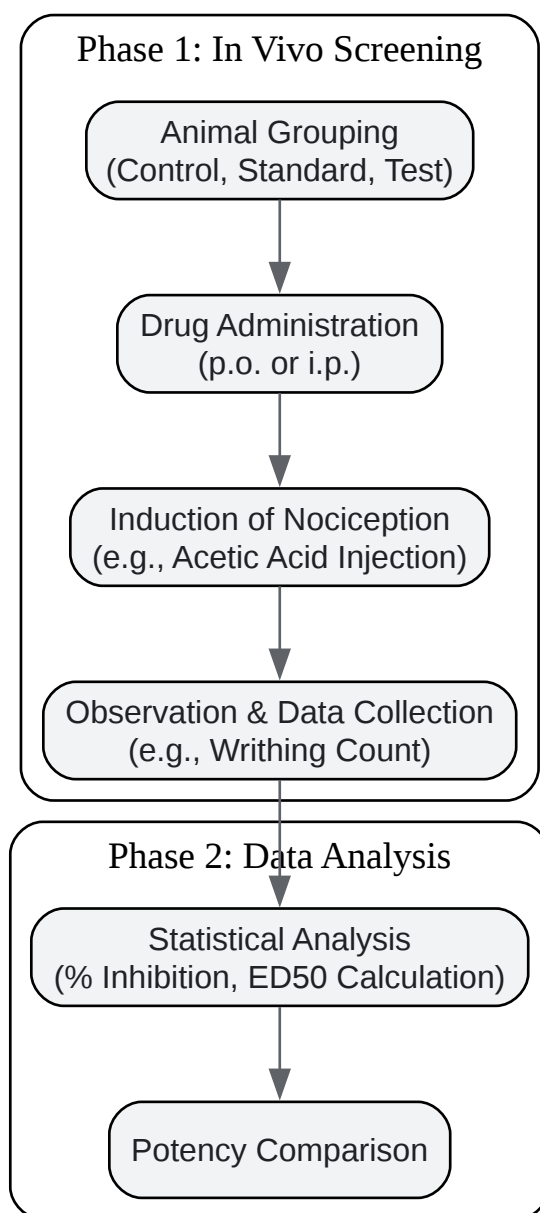 Phase 1: In Vivo Screening
Animal Grouping
(Control, Standard, Test)
Drug Administration
(p.o. or i.p.)
Induction of Nociception
(e.g., Acetic Acid Injection)
Observation & Data Collection
(e.g., Writhing Count)
Phase 2: Data Analysis
Statistical Analysis
(% Inhibition, ED50 Calculation)
Potency Comparison